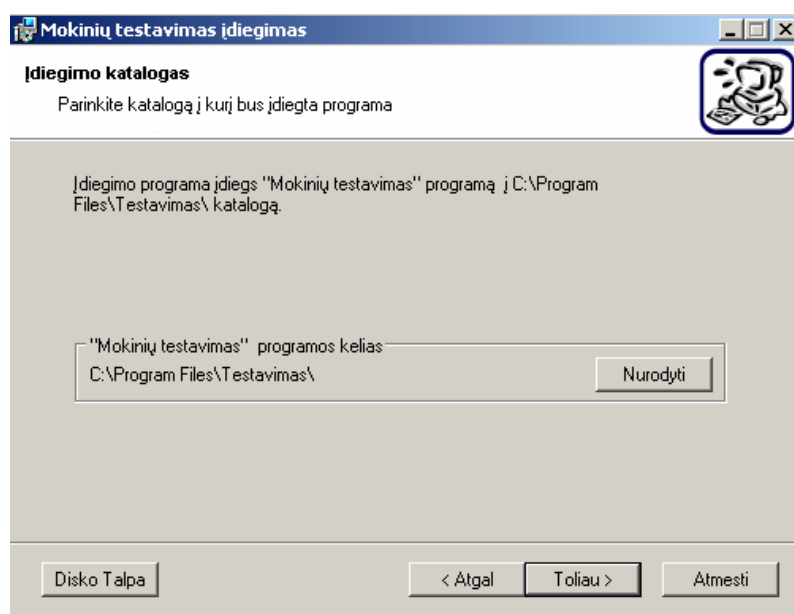 Mokinių testavimas įdiegimas
Įdiegimo katalogas
Parinkite katalogą į kurį bus įdiegta programa
Įdiegimo programa įdiegs "Mokinių testavimas" programą į C:\Program
Files\Testavimas\ katalogą.
"Mokinių testavimas" programos kelias
C:\Program Files\Testavimas\
Nurodyti
Disko Talpa
< Atgal
Toliau >
Atmesti